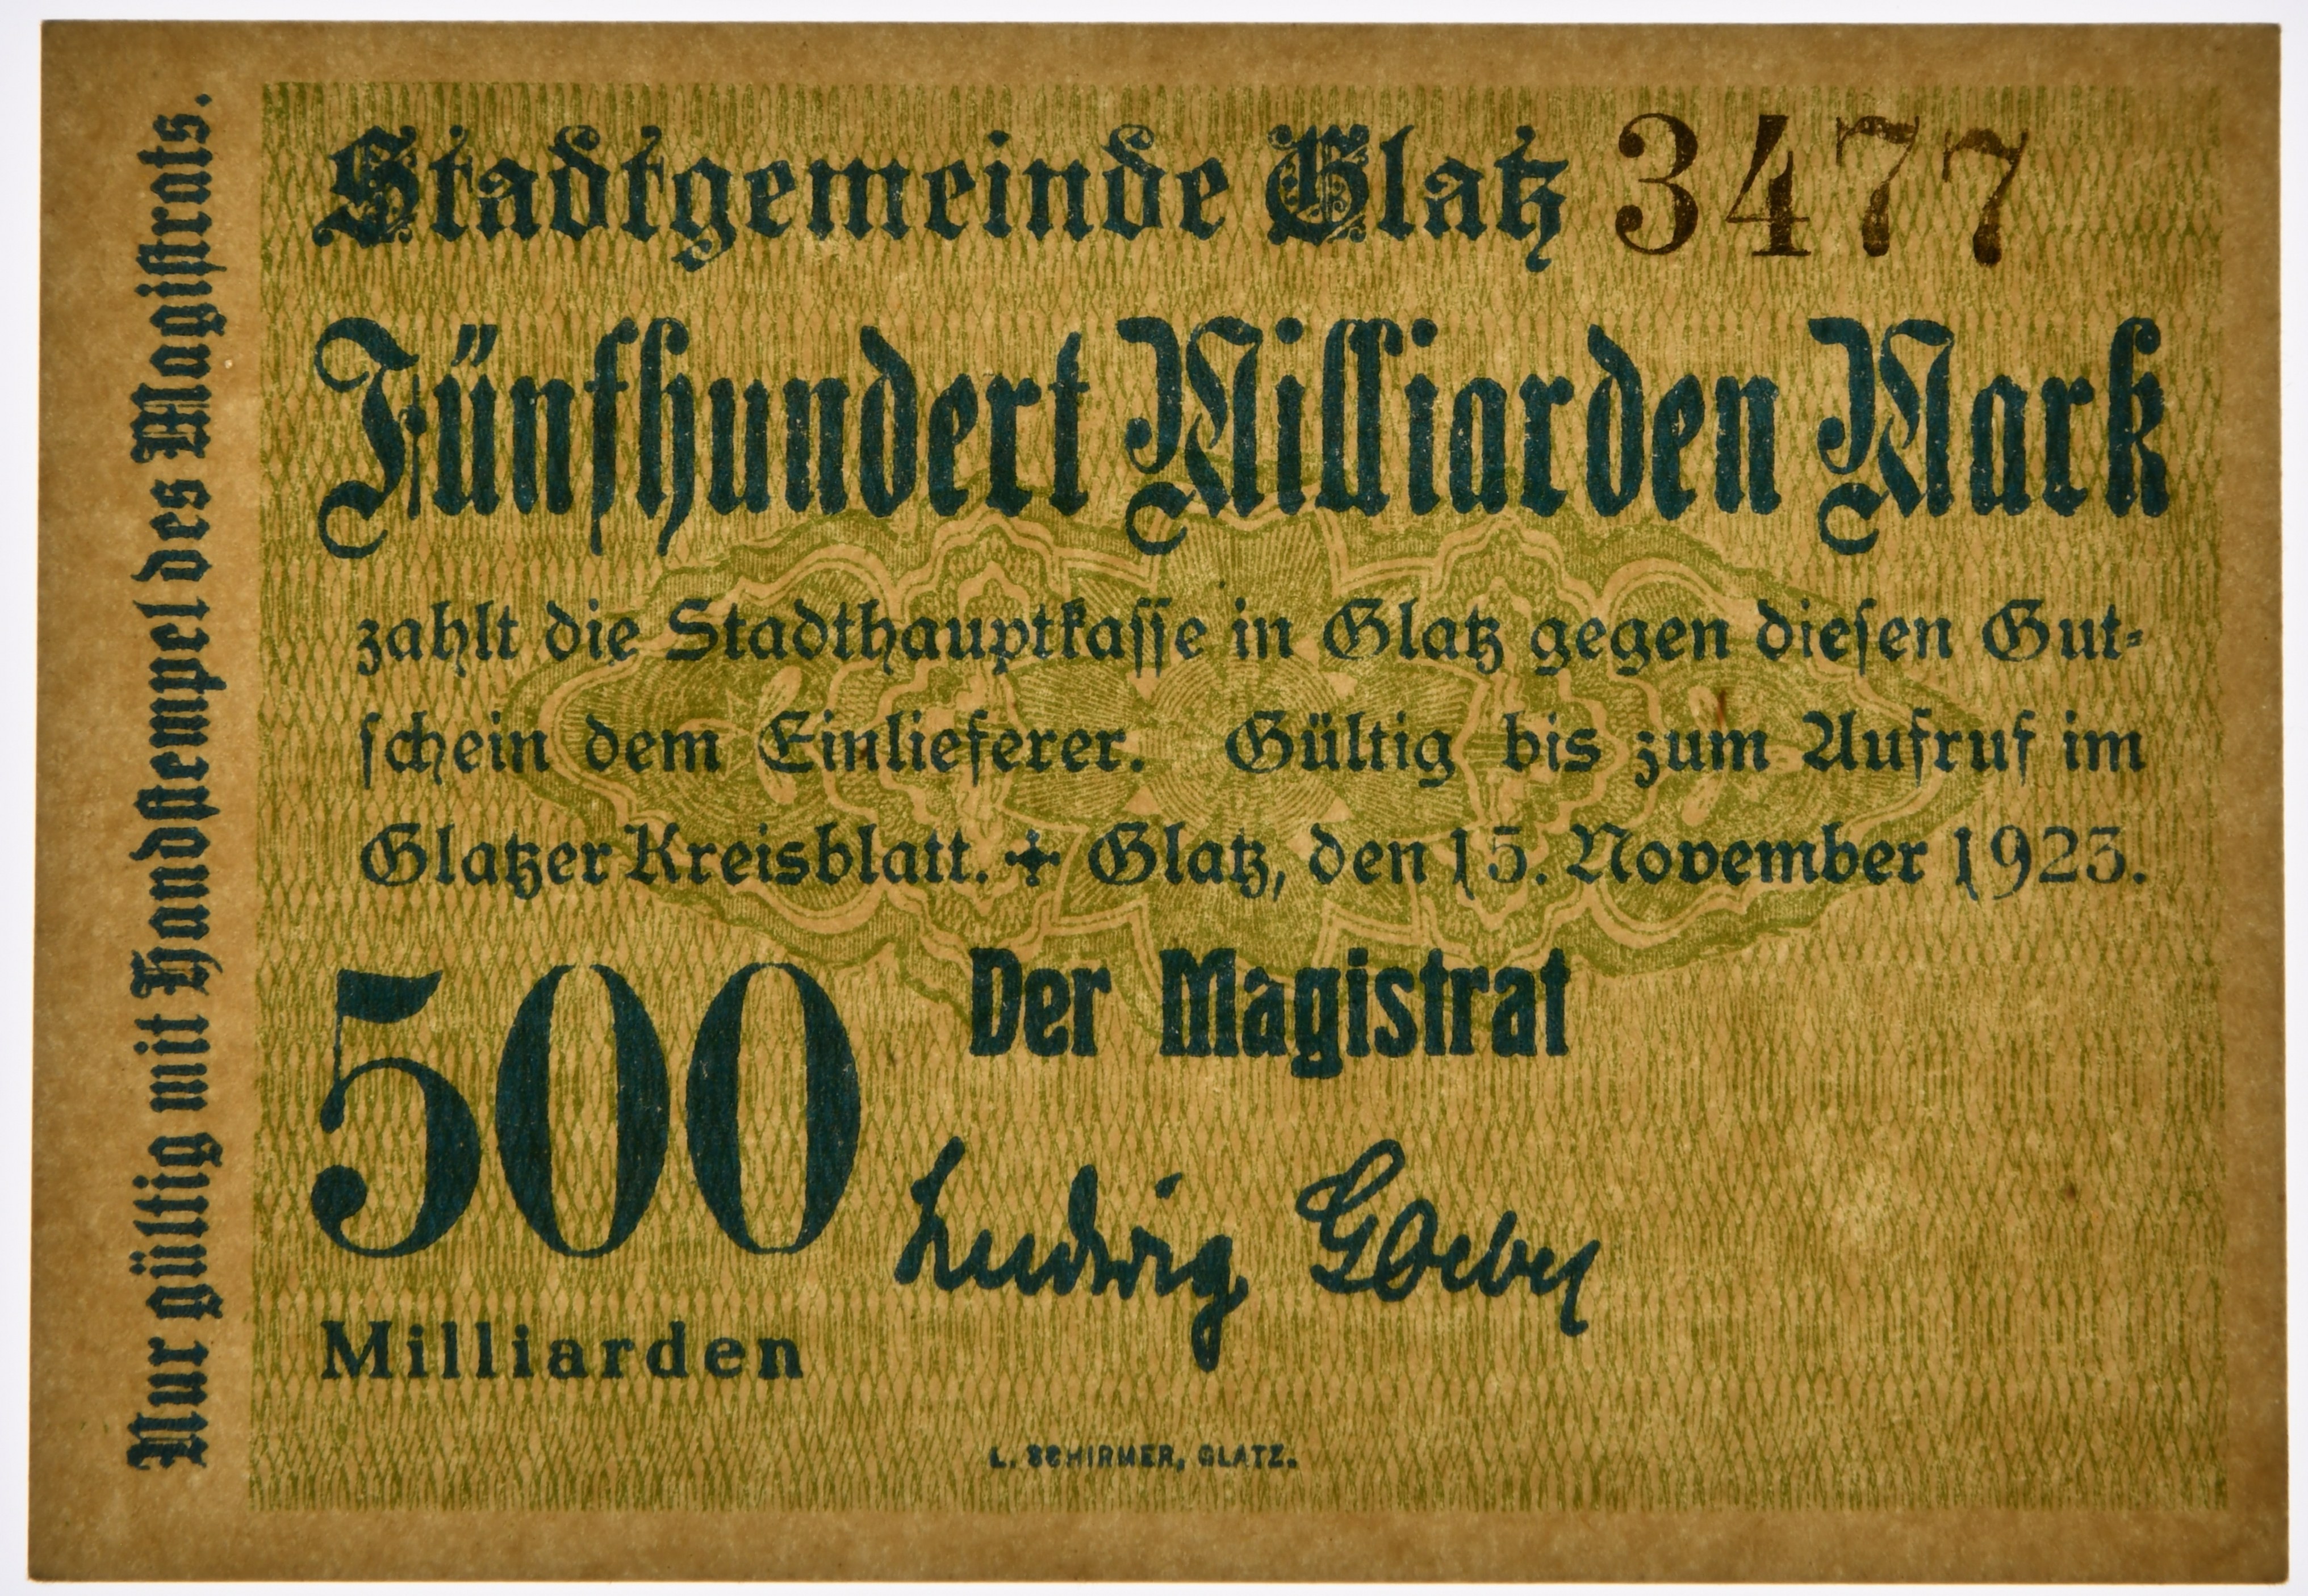 Stadtgemeinde Glatz 3477
Fünfhundert Milliarden Mark
zahlt die Stadthauptkasse in Glatz gegen diesen Gut-
schein dem Einlieferer. Gültig bis zum Aufruf im
Glatzer Kreisblatt. + Glatz, den 15. November 1923.
Der Magistrat
500
Milliarden
Ludwig Goebel
L. SCHIRMER, GLATZ.
Nur gültig mit Handstempel des Magistrats.